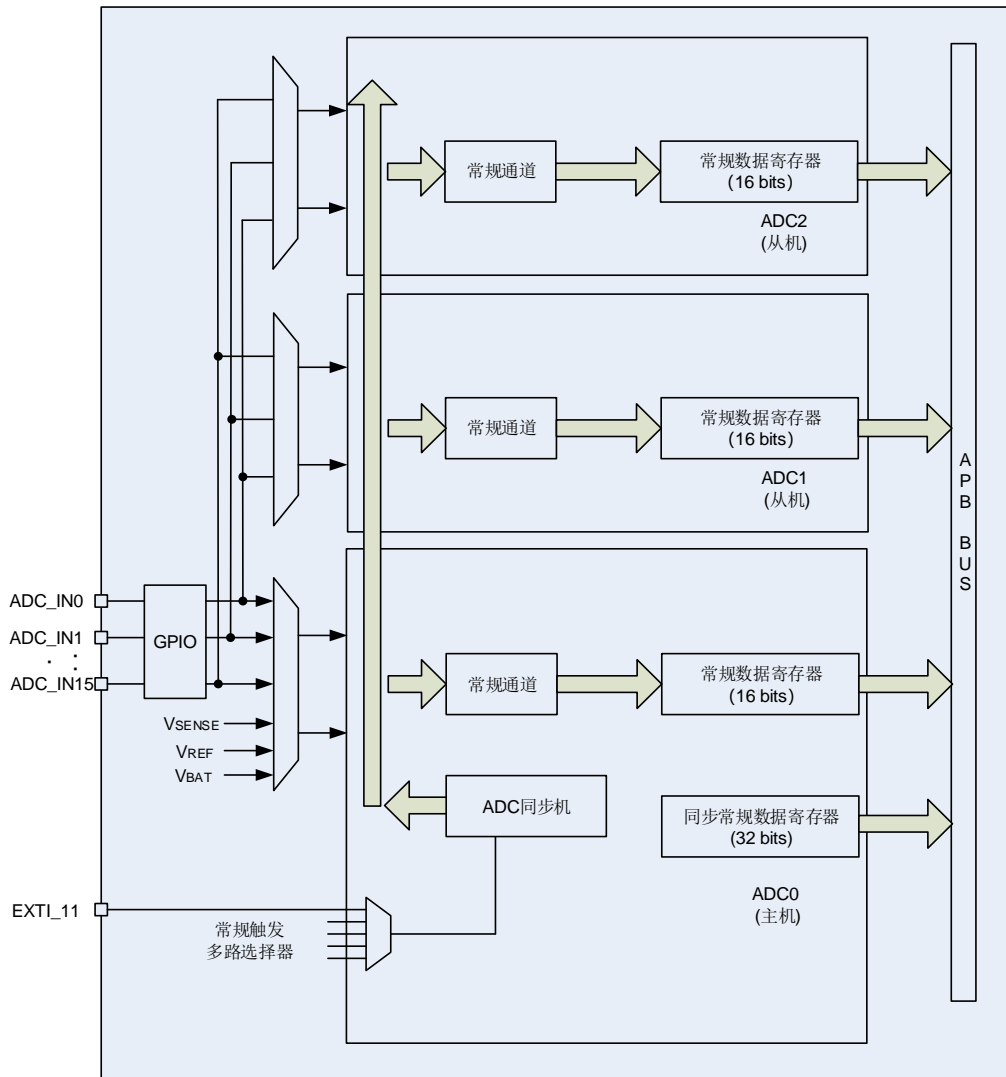 常规通道
常规数据寄存器
(16 bits)
ADC2
(从机)
常规通道
常规数据寄存器
(16 bits)
ADC1
(从机)
APB BUS
ADC_IN0
ADC_IN1
ADC_IN15
GPIO
VSENSE
VREF
VBAT
常规通道
常规数据寄存器
(16 bits)
ADC同步机
同步常规数据寄存器
(32 bits)
ADC0
(主机)
EXTI_11
常规触发
多路选择器